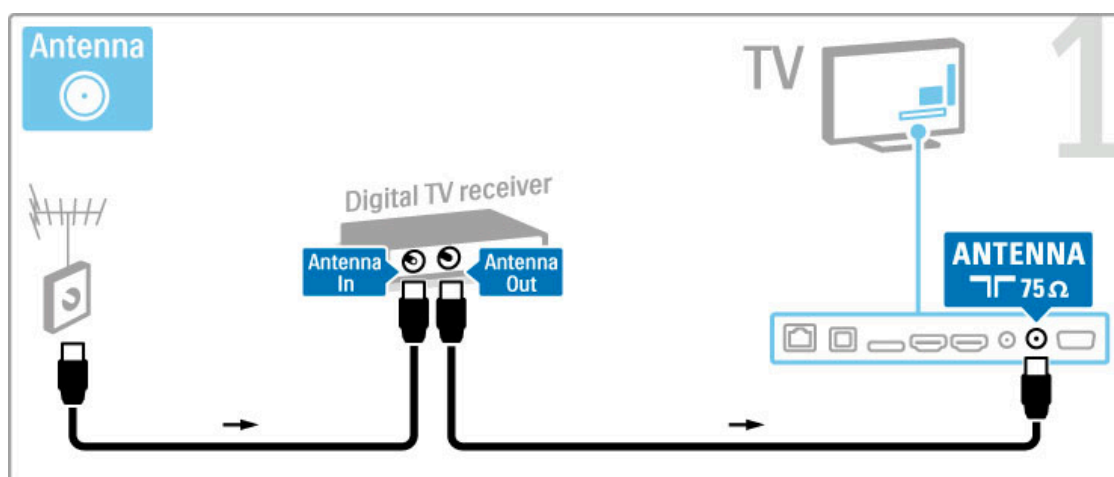 Antenna
TV
1
Digital TV receiver
Antenna
In
Antenna
Out
ANTENNA
75 Ω